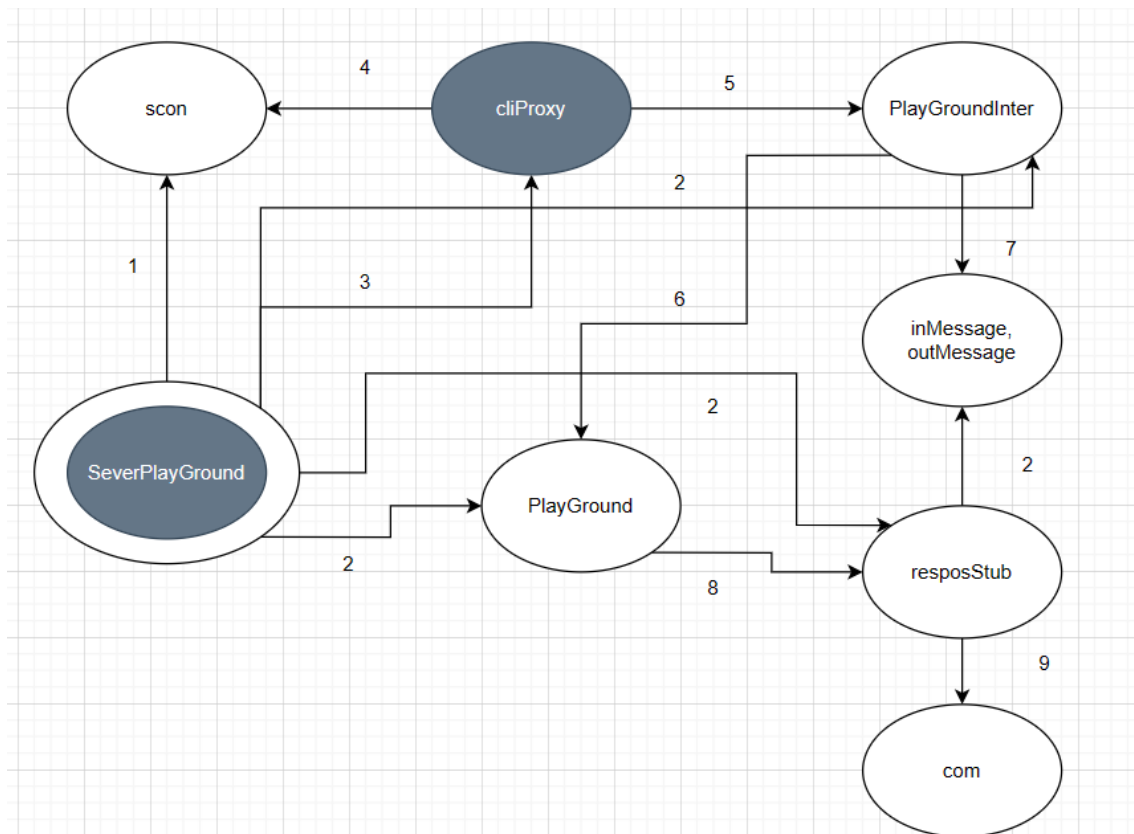 4
5
scon
cliProxy
PlayGroundInter
2
1
7
3
6
inMessage,
outMessage
2
SeverPlayGround
2
PlayGround
2
8
resposStub
9
com